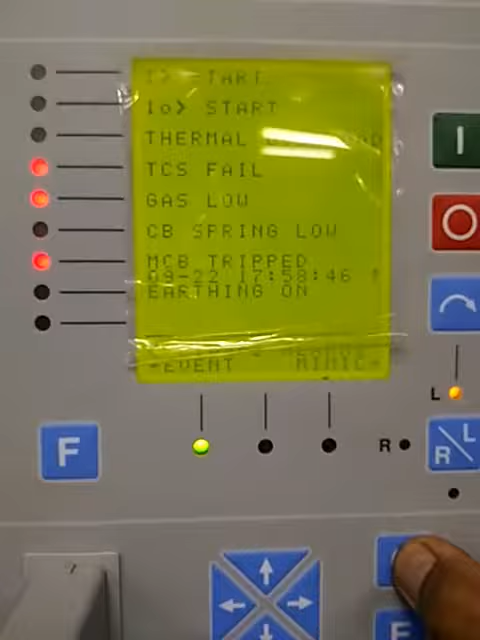 I> START
Io> START
THERMAL
TCS FAIL
GAS LOW
CB SPRING LOW
MCB TRIPPED
09-22 17:58:46
EARTHING ON
EVENT
MIMIC
I
O
L
R
L
R
F